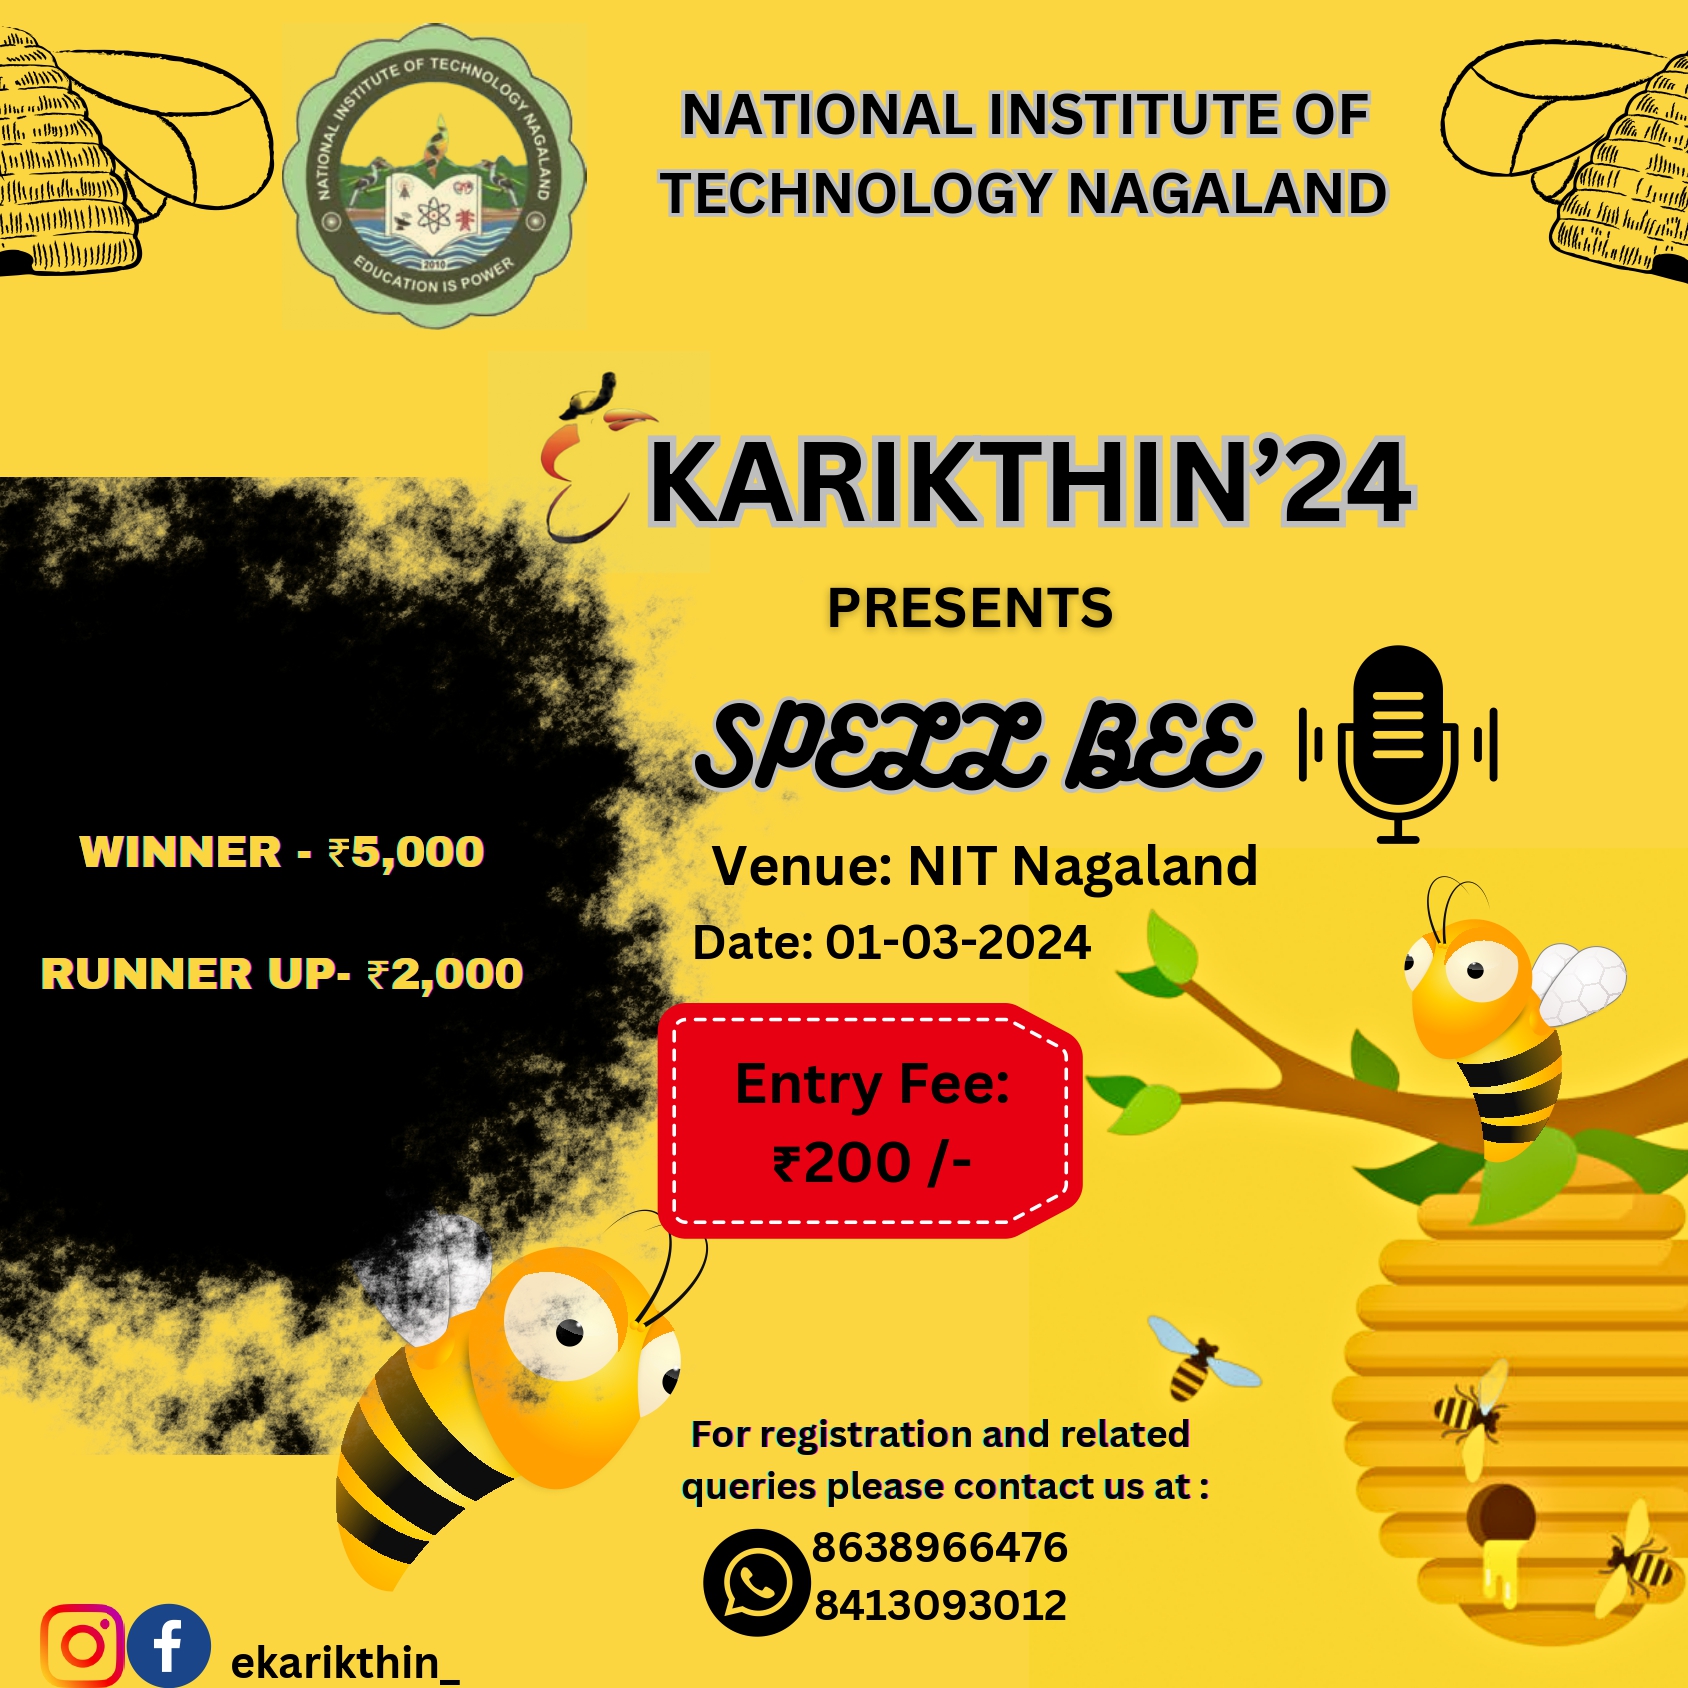 NATIONAL INSTITUTE OF TECHNOLOGY NAGALAND
2010
EDUCATION IS POWER
NATIONAL INSTITUTE OF
TECHNOLOGY NAGALAND
EKARIKTHIN’24
PRESENTS
SPELL BEE
WINNER - ₹5,000
RUNNER UP- ₹2,000
Venue: NIT Nagaland
Date: 01-03-2024
Entry Fee:
₹200 /-
For registration and related
queries please contact us at :
8638966476
8413093012
ekarikthin_